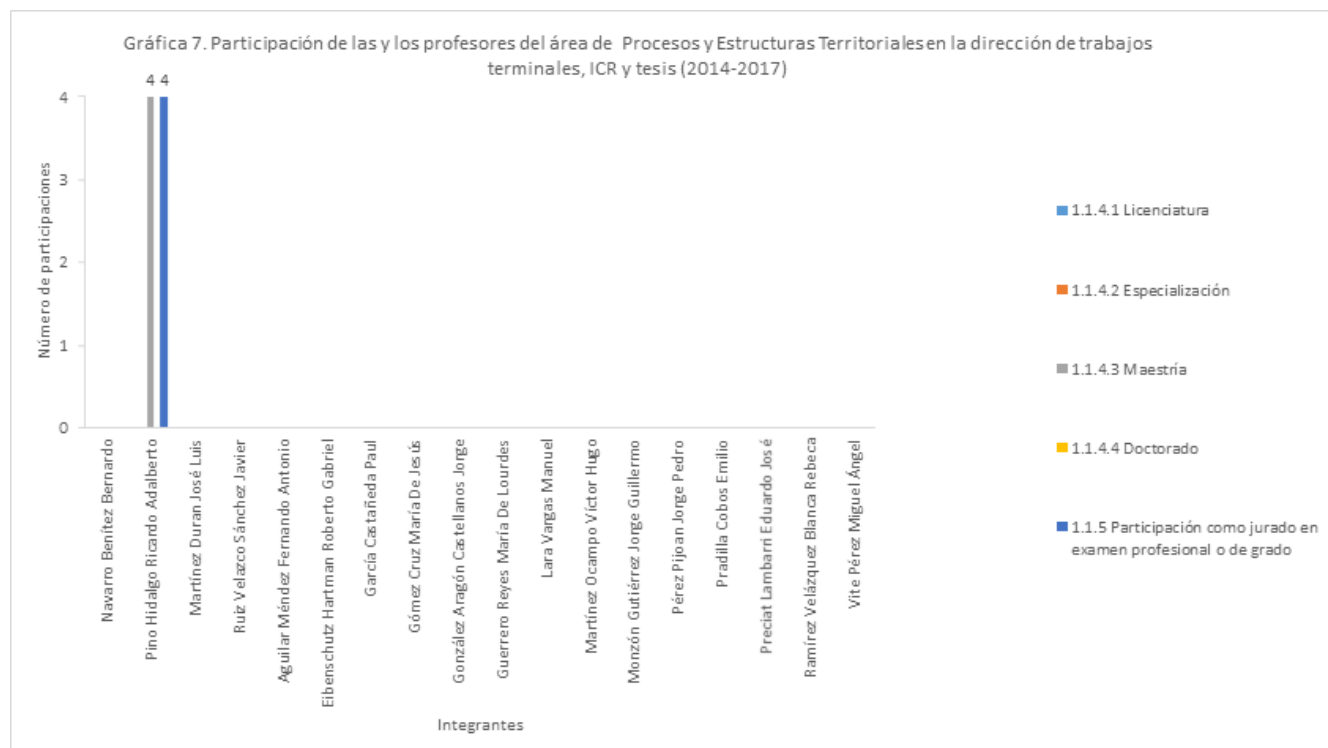 Gráfica 7. Participación de las y los profesores del área de Procesos y Estructuras Territoriales en la dirección de trabajos
terminales, ICR y tesis (2014-2017)
4 4
4
3
2
1
0
Número de participaciones
Navarro Benítez Bernardo
Pino Hidalgo Ricardo Adalberto
Martínez Duran José Luis
Ruiz Velazco Sánchez Javier
Aguilar Méndez Fernando Antonio
Eibenschutz Hartman Roberto Gabriel
García Castañeda Paul
Gómez Cruz María De Jesús
González Aragón Castellanos Jorge
Guerrero Reyes María De Lourdes
Lara Vargas Manuel
Martínez Ocampo Víctor Hugo
Monzón Gutiérrez Jorge Guillermo
Pérez Pijoan Jorge Pedro
Pradilla Cobos Emilio
Preciat Lambarri Eduardo José
Ramírez Velázquez Blanca Rebeca
Vite Pérez Miguel Ángel
Integrantes
1.1.4.1 Licenciatura
1.1.4.2 Especialización
1.1.4.3 Maestría
1.1.4.4 Doctorado
1.1.5 Participación como jurado en
examen profesional o de grado